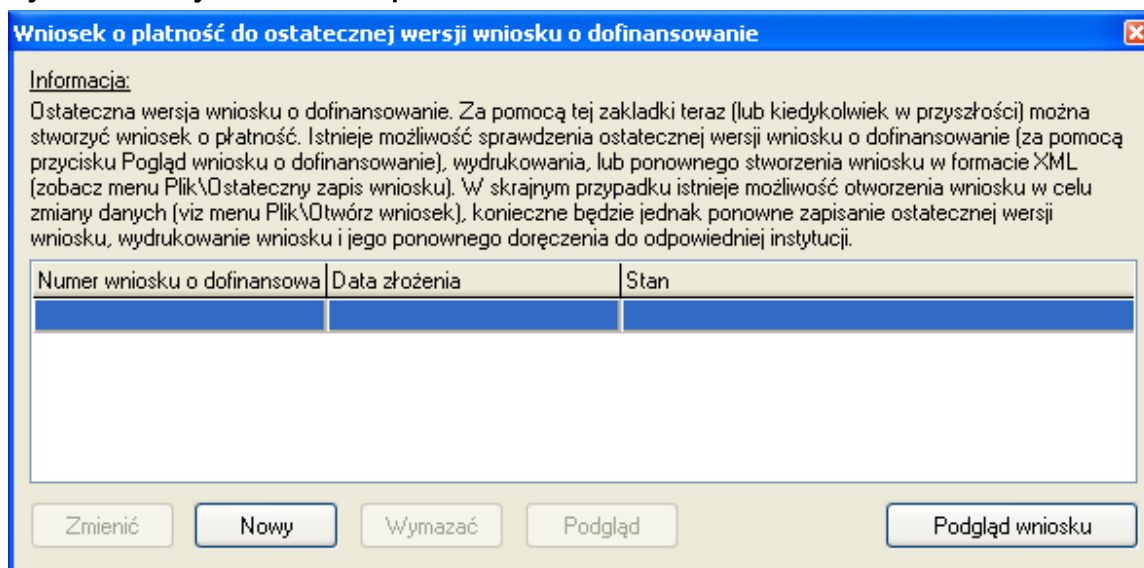 Wniosek o platność do ostatecznej wersji wniosku o dofinansowanie
Informacja:
Ostateczna wersja wniosku o dofinansowanie. Za pomocą tej zakladki teraz (lub kiedykolwiek w przyszłości) można
stworzyć wniosek o płatność. Istnieje możliwość sprawdzenia ostatecznej wersji wniosku o dofinansowanie (za pomocą
przycisku Pogląd wniosku o dofinansowanie), wydrukowania, lub ponownego stworzenia wniosku w formacie XML
(zobacz menu Plik\Ostateczny zapis wniosku). W skrajnym przypadku istnieje możliwość otworzenia wniosku w celu
zmiany danych (viz menu Plik\Otwórz wniosek), konieczne będzie jednak ponowne zapisanie ostatecznej wersji
wniosku, wydrukowanie wniosku i jego ponownego doręczenia do odpowiedniej instytucji.
Numer wniosku o dofinansowa Data złożenia Stan
Zmienić Nowy Wymazać Podgląd Podgląd wniosku